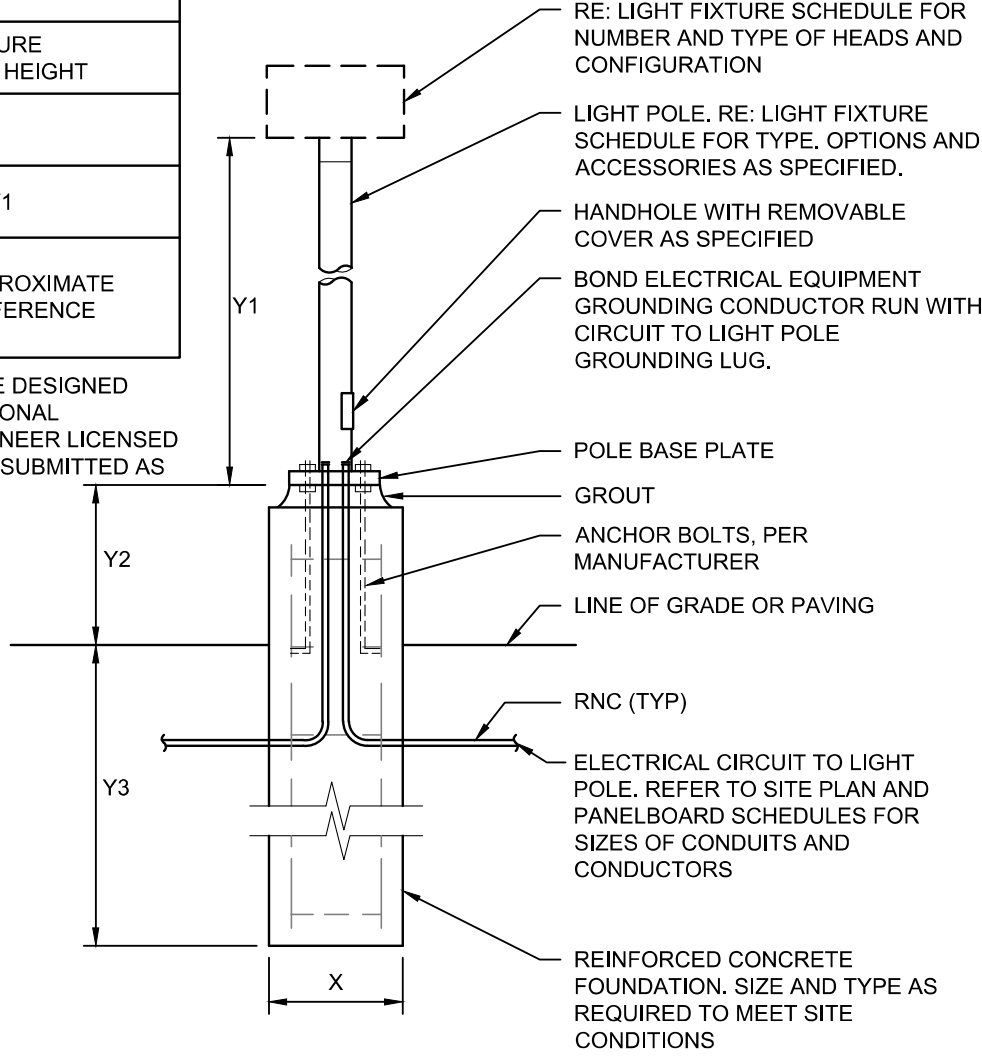 URE
HEIGHT
1
ROXIMATE
FERENCE
E DESIGNED
IONAL
NEER LICENSED
SUBMITTED AS
RE: LIGHT FIXTURE SCHEDULE FOR
NUMBER AND TYPE OF HEADS AND
CONFIGURATION
LIGHT POLE. RE: LIGHT FIXTURE
SCHEDULE FOR TYPE. OPTIONS AND
ACCESSORIES AS SPECIFIED.
HANDHOLE WITH REMOVABLE
COVER AS SPECIFIED
BOND ELECTRICAL EQUIPMENT
GROUNDING CONDUCTOR RUN WITH
CIRCUIT TO LIGHT POLE
GROUNDING LUG.
POLE BASE PLATE
GROUT
ANCHOR BOLTS, PER
MANUFACTURER
LINE OF GRADE OR PAVING
RNC (TYP)
ELECTRICAL CIRCUIT TO LIGHT
POLE. REFER TO SITE PLAN AND
PANELBOARD SCHEDULES FOR
SIZES OF CONDUITS AND
CONDUCTORS
REINFORCED CONCRETE
FOUNDATION. SIZE AND TYPE AS
REQUIRED TO MEET SITE
CONDITIONS
Y1
Y2
Y3
X